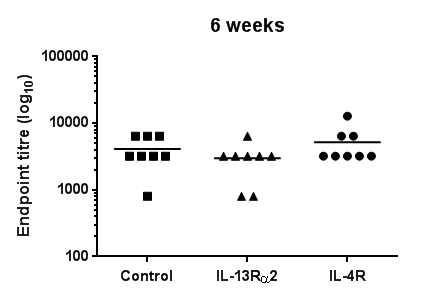 6 weeks
Endpoint titre (log10)
100000
10000
1000
100
Control IL-13Rα2 IL-4R